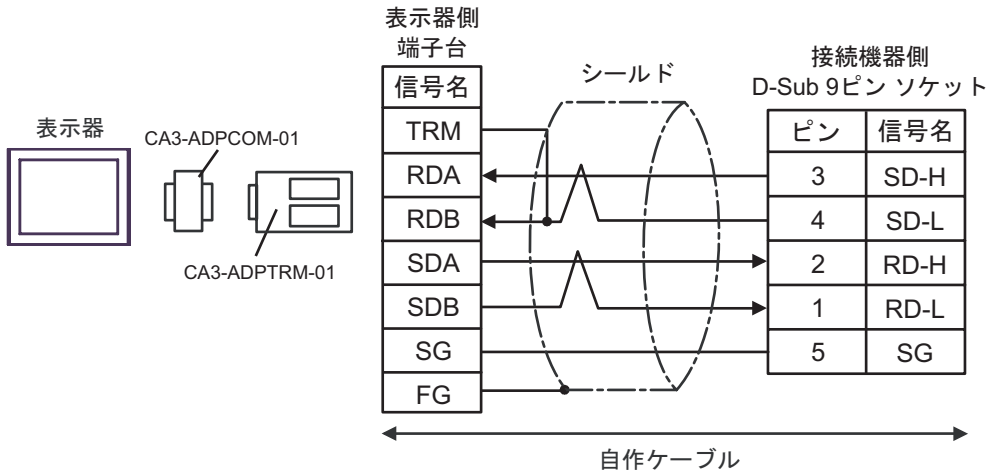 表示器
CA3-ADPCOM-01
CA3-ADPTRM-01
表示器側
端子台
信号名
TRM
RDA
RDB
SDA
SDB
SG
FG
シールド
接続機器側
D-Sub 9ピン ソケット
ピン 信号名
3 SD-H
4 SD-L
2 RD-H
1 RD-L
5 SG
自作ケーブル